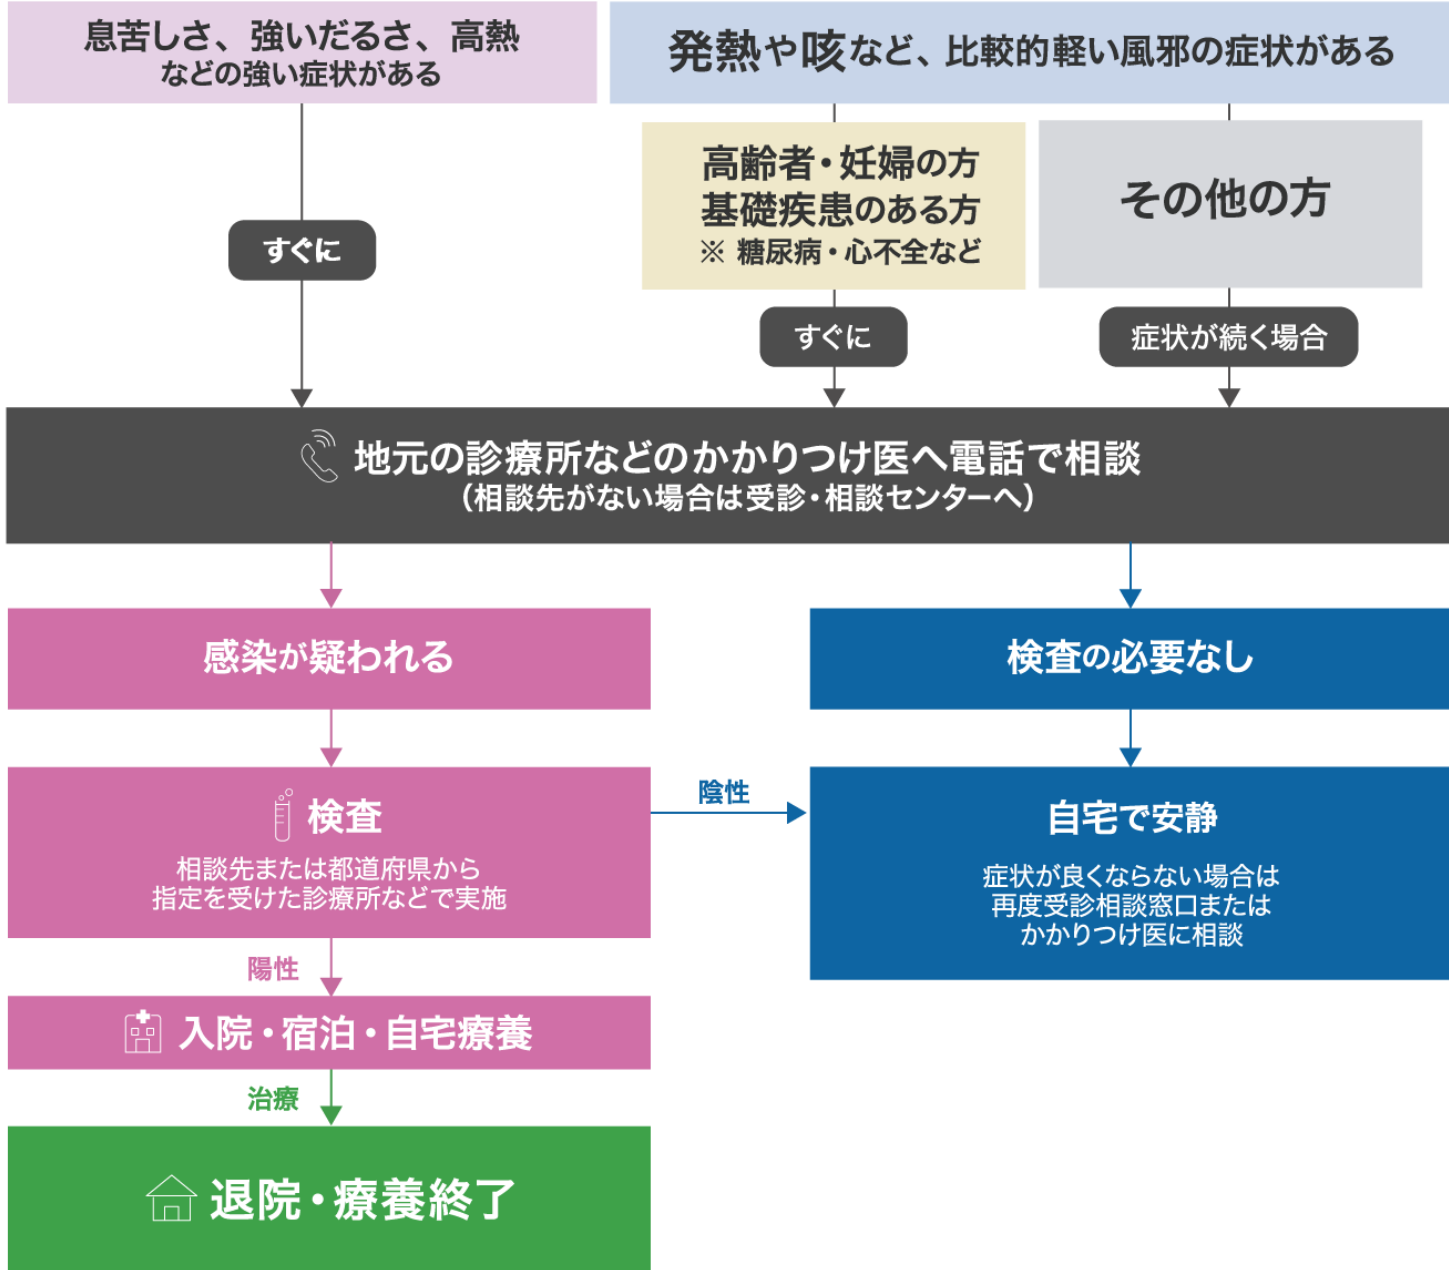 息苦しさ、強いだるさ、高熱
などの強い症状がある
発熱や咳など、比較的軽い風邪の症状がある
高齢者・妊婦の方
基礎疾患のある方
※ 糖尿病・心不全など
その他の方
すぐに
すぐに
症状が続く場合
地元の診療所などのかかりつけ医へ電話で相談
（相談先がない場合は受診・相談センターへ）
感染が疑われる
検査の必要なし
検査
相談先または都道府県から
指定を受けた診療所などで実施
陰性
自宅で安静
症状が良くならない場合は
再度受診相談窓口または
かかりつけ医に相談
陽性
入院・宿泊・自宅療養
治療
退院・療養終了